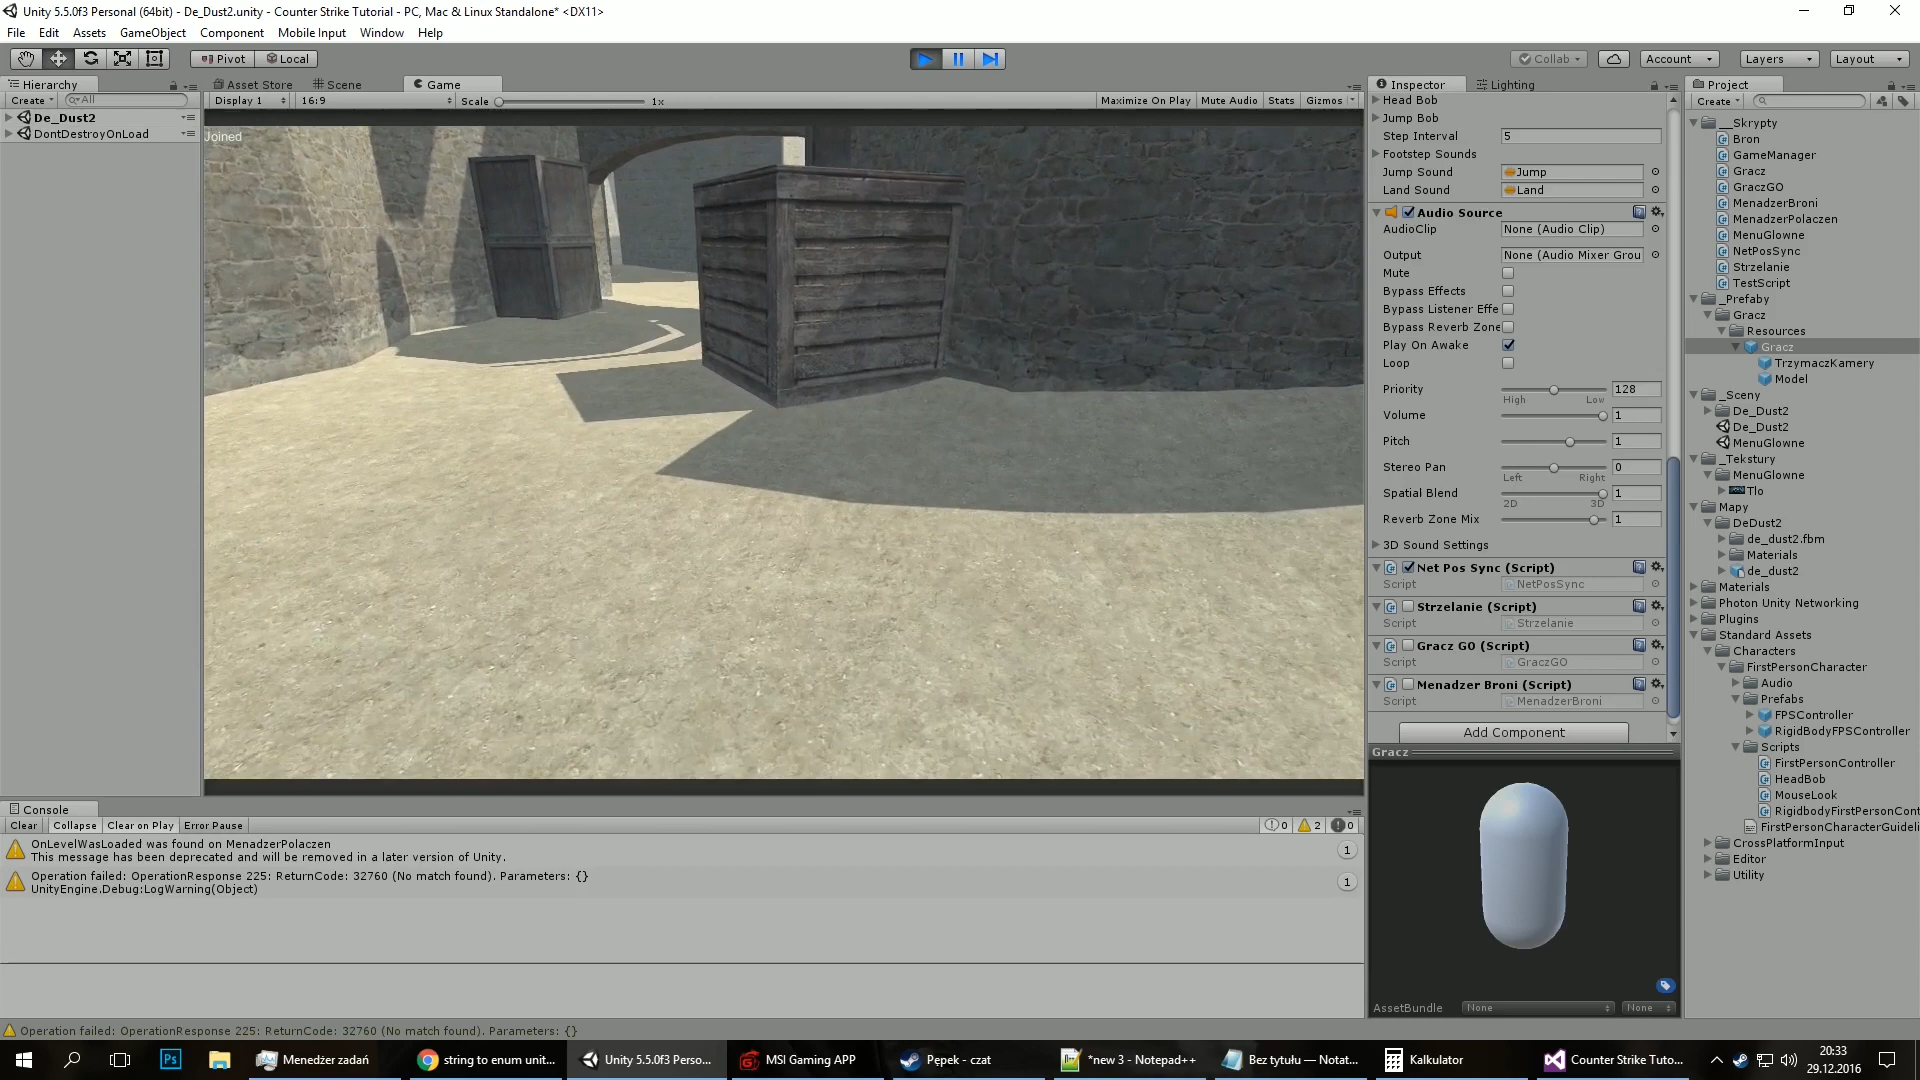 Unity 5.5.0f3 Personal (64bit) - De_Dust2.unity - Counter Strike Tutorial - PC, Mac & Linux Standalone* <DX11>
File Edit Assets GameObject Component Mobile Input Window Help
Pivot Local Collab Account Layers Layout
Hierarchy
Create All
De_Dust2
DontDestroyOnLoad
Asset Store Scene Game
Display 1 16:9 Scale 1x Maximize On Play Mute Audio Stats Gizmos
Joined
Inspector Lighting
Head Bob
Jump Bob
Step Interval 5
Footstep Sounds
Jump Sound Jump
Land Sound Land
Audio Source
AudioClip None (Audio Clip)
Output None (Audio Mixer Grou
Mute
Bypass Effects
Bypass Listener Effe
Bypass Reverb Zone
Play On Awake
Loop
Priority 128
High Low
Volume 1
Pitch 1
Stereo Pan 0
Left Right
Spatial Blend 1
2D 3D
Reverb Zone Mix 1
3D Sound Settings
Net Pos Sync (Script)
Script NetPosSync
Strzelanie (Script)
Script Strzelanie
Gracz GO (Script)
Script GraczGO
Menadzer Broni (Script)
Script MenadzerBroni
Add Component
Gracz
AssetBundle None None
Project
Create
__Skrypty
Bron
GameManager
Gracz
GraczGO
MenadzerBroni
MenadzerPolaczen
MenuGlowne
NetPosSync
Strzelanie
TestScript
_Prefaby
Gracz
Resources
Gracz
TrzymaczKamery
Model
_Sceny
De_Dust2
De_Dust2
MenuGlowne
_Tekstury
MenuGlowne
Tlo
Mapy
DeDust2
de_dust2.fbm
Materials
de_dust2
Materials
Photon Unity Networking
Plugins
Standard Assets
Characters
FirstPersonCharacter
Audio
Prefabs
FPSController
RigidBodyFPSController
Scripts
FirstPersonController
HeadBob
MouseLook
RigidbodyFirstPersonCont
FirstPersonCharacterGuideli
CrossPlatformInput
Editor
Utility
Console
Clear Collapse Clear on Play Error Pause 0 2 0
OnLevelWasLoaded was found on MenadzerPolaczen
This message has been deprecated and will be removed in a later version of Unity.
1
Operation failed: OperationResponse 225: ReturnCode: 32760 (No match found). Parameters: {}
UnityEngine.Debug:LogWarning(Object)
1
Operation failed: OperationResponse 225: ReturnCode: 32760 (No match found). Parameters: {}
Ps Menedżer zadań string to enum unit... Unity 5.5.0f3 Perso... MSI Gaming APP Pępek - czat *new 3 - Notepad++ Bez tytułu — Notat... Kalkulator Counter Strike Tuto...
20:33
29.12.2016